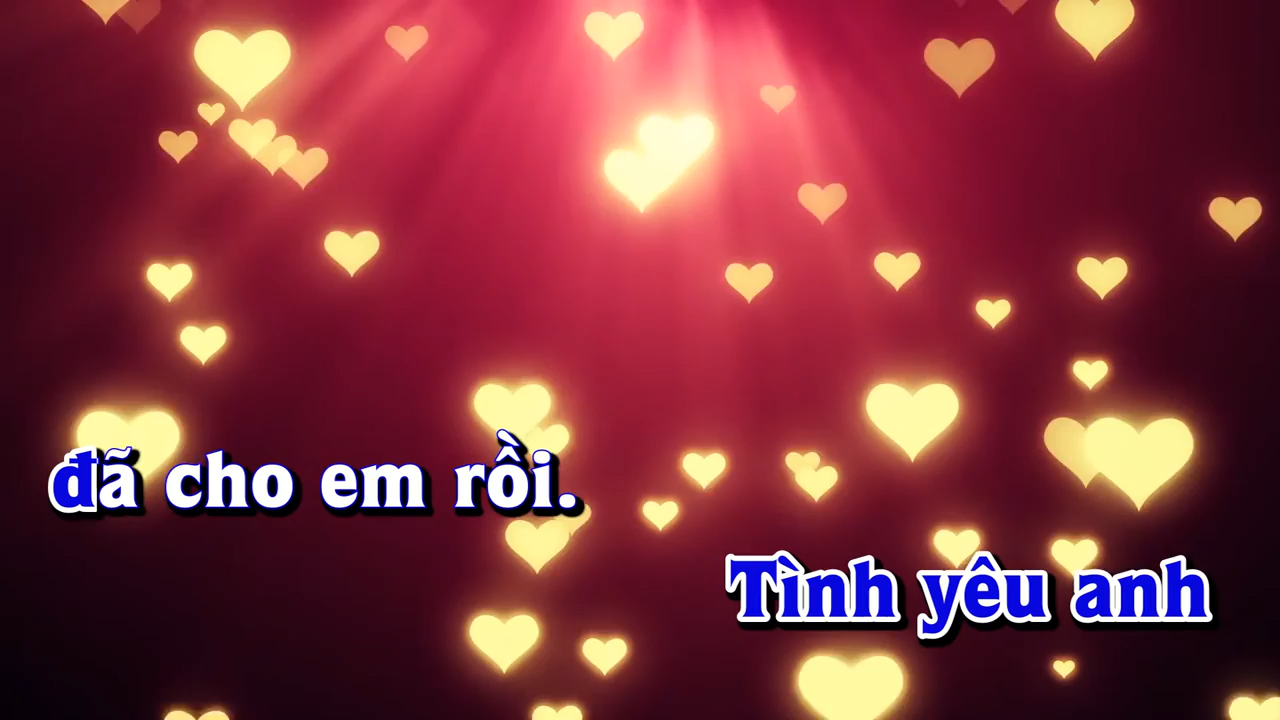 đã cho em rồi.
Tình yêu anh